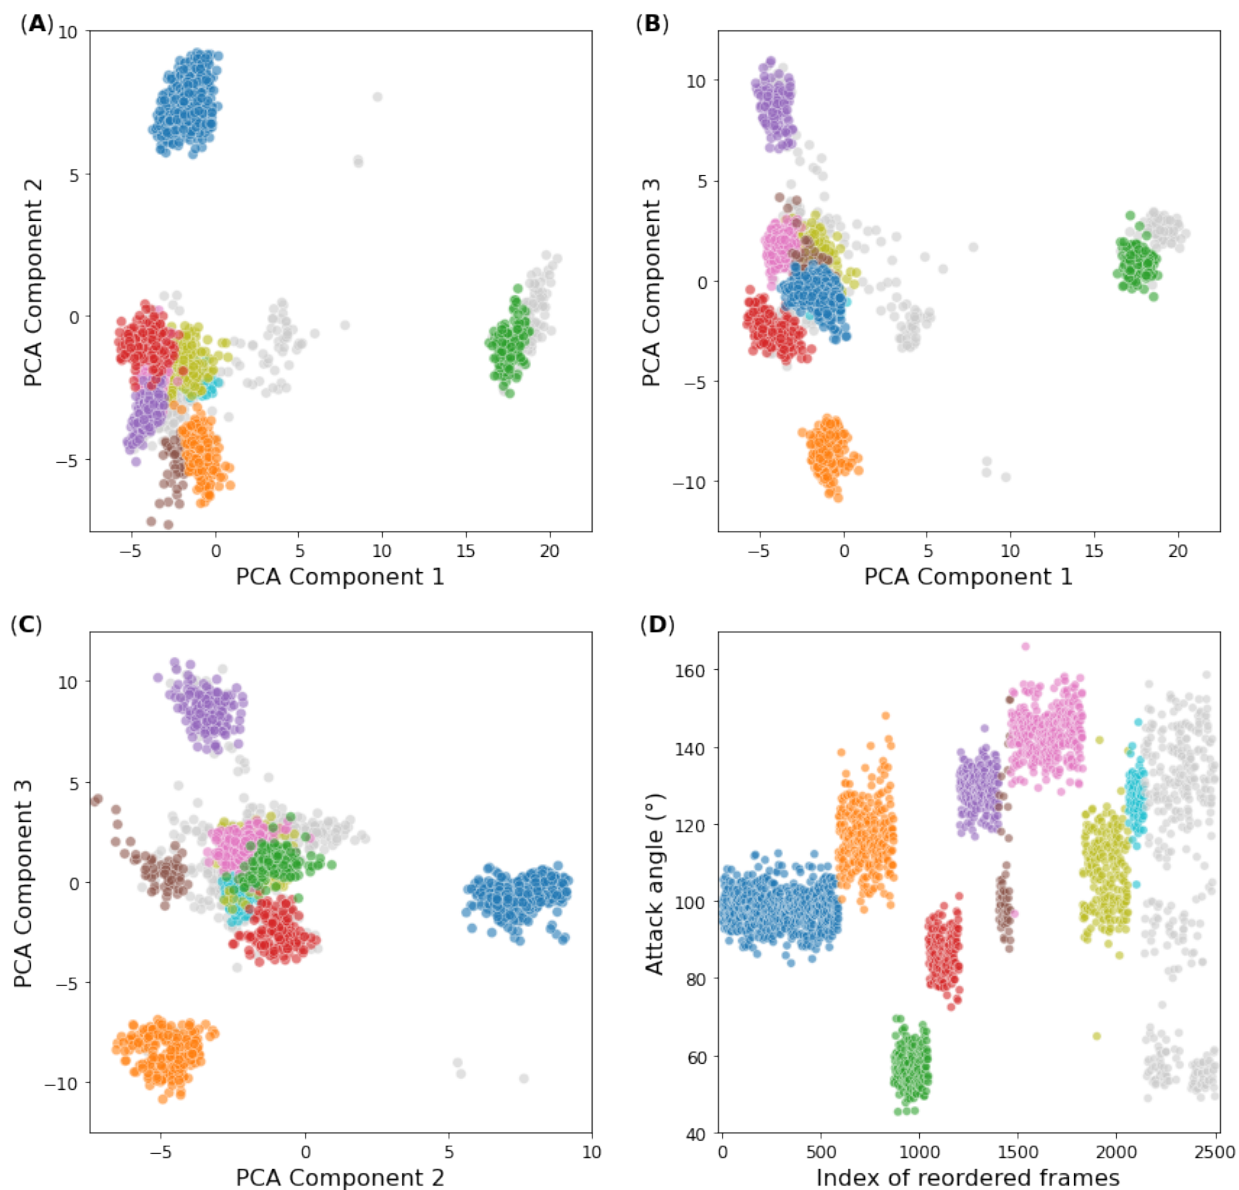 (A)
10
5
0
−5
PCA Component 2
−5 0 5 10 15 20
PCA Component 1
(B)
10
5
0
−5
−10
PCA Component 3
−5 0 5 10 15 20
PCA Component 1
(C)
10
5
0
−5
−10
PCA Component 3
−5 0 5 10
PCA Component 2
(D)
160
140
120
100
80
60
40
Attack angle (°)
0 500 1000 1500 2000 2500
Index of reordered frames